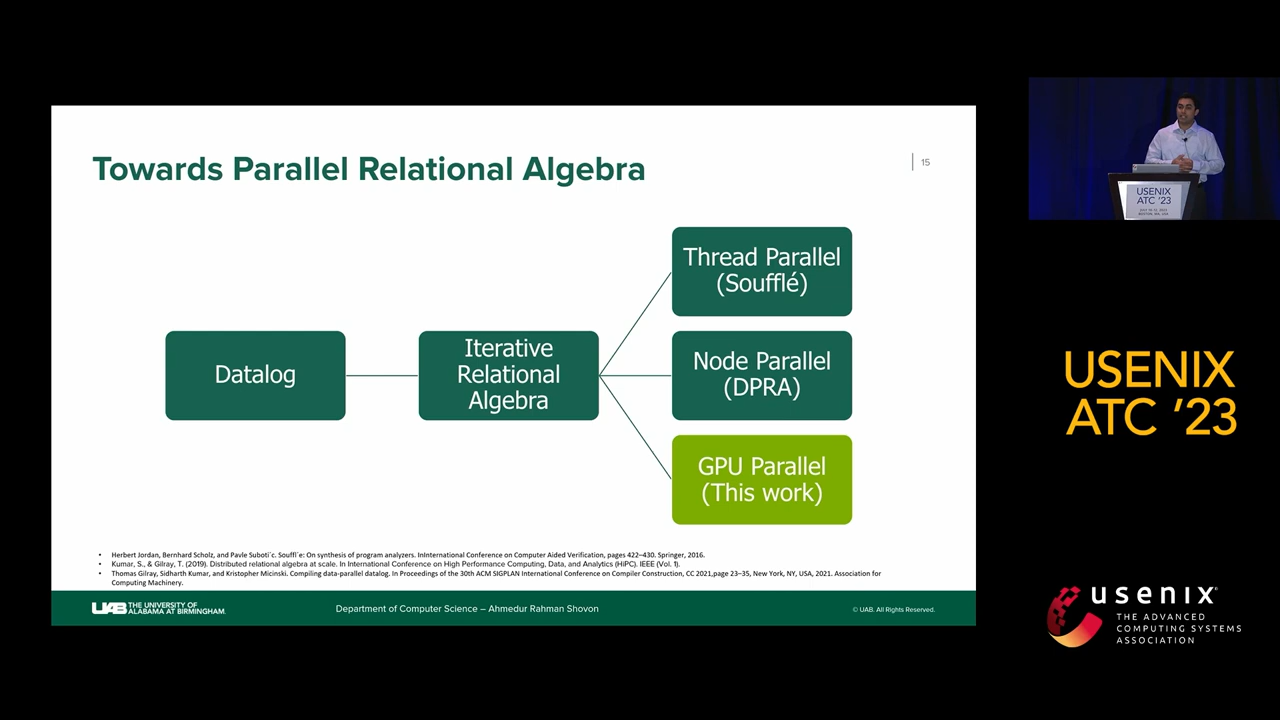 Towards Parallel Relational Algebra
15
Datalog
Iterative
Relational
Algebra
Thread Parallel
(Soufflé)
Node Parallel
(DPRA)
GPU Parallel
(This work)
• Herbert Jordan, Bernhard Scholz, and Pavle Suboti´c. Souffl´e: On synthesis of program analyzers. InInternational Conference on Computer Aided Verification, pages 422–430. Springer, 2016.
• Kumar, S., & Gilray, T. (2019). Distributed relational algebra at scale. In International Conference on High Performance Computing, Data, and Analytics (HiPC). IEEE (Vol. 1).
• Thomas Gilray, Sidharth Kumar, and Kristopher Micinski. Compiling data-parallel datalog. In Proceedings of the 30th ACM SIGPLAN International Conference on Compiler Construction, CC 2021,page 23–35, New York, NY, USA, 2021. Association for
Computing Machinery.
UAB THE UNIVERSITY OF
ALABAMA AT BIRMINGHAM
Department of Computer Science – Ahmedur Rahman Shovon
© UAB. All Rights Reserved.
USENIX
ATC '23
USENIX
ATC ’23
usenix
THE ADVANCED
COMPUTING SYSTEMS
ASSOCIATION